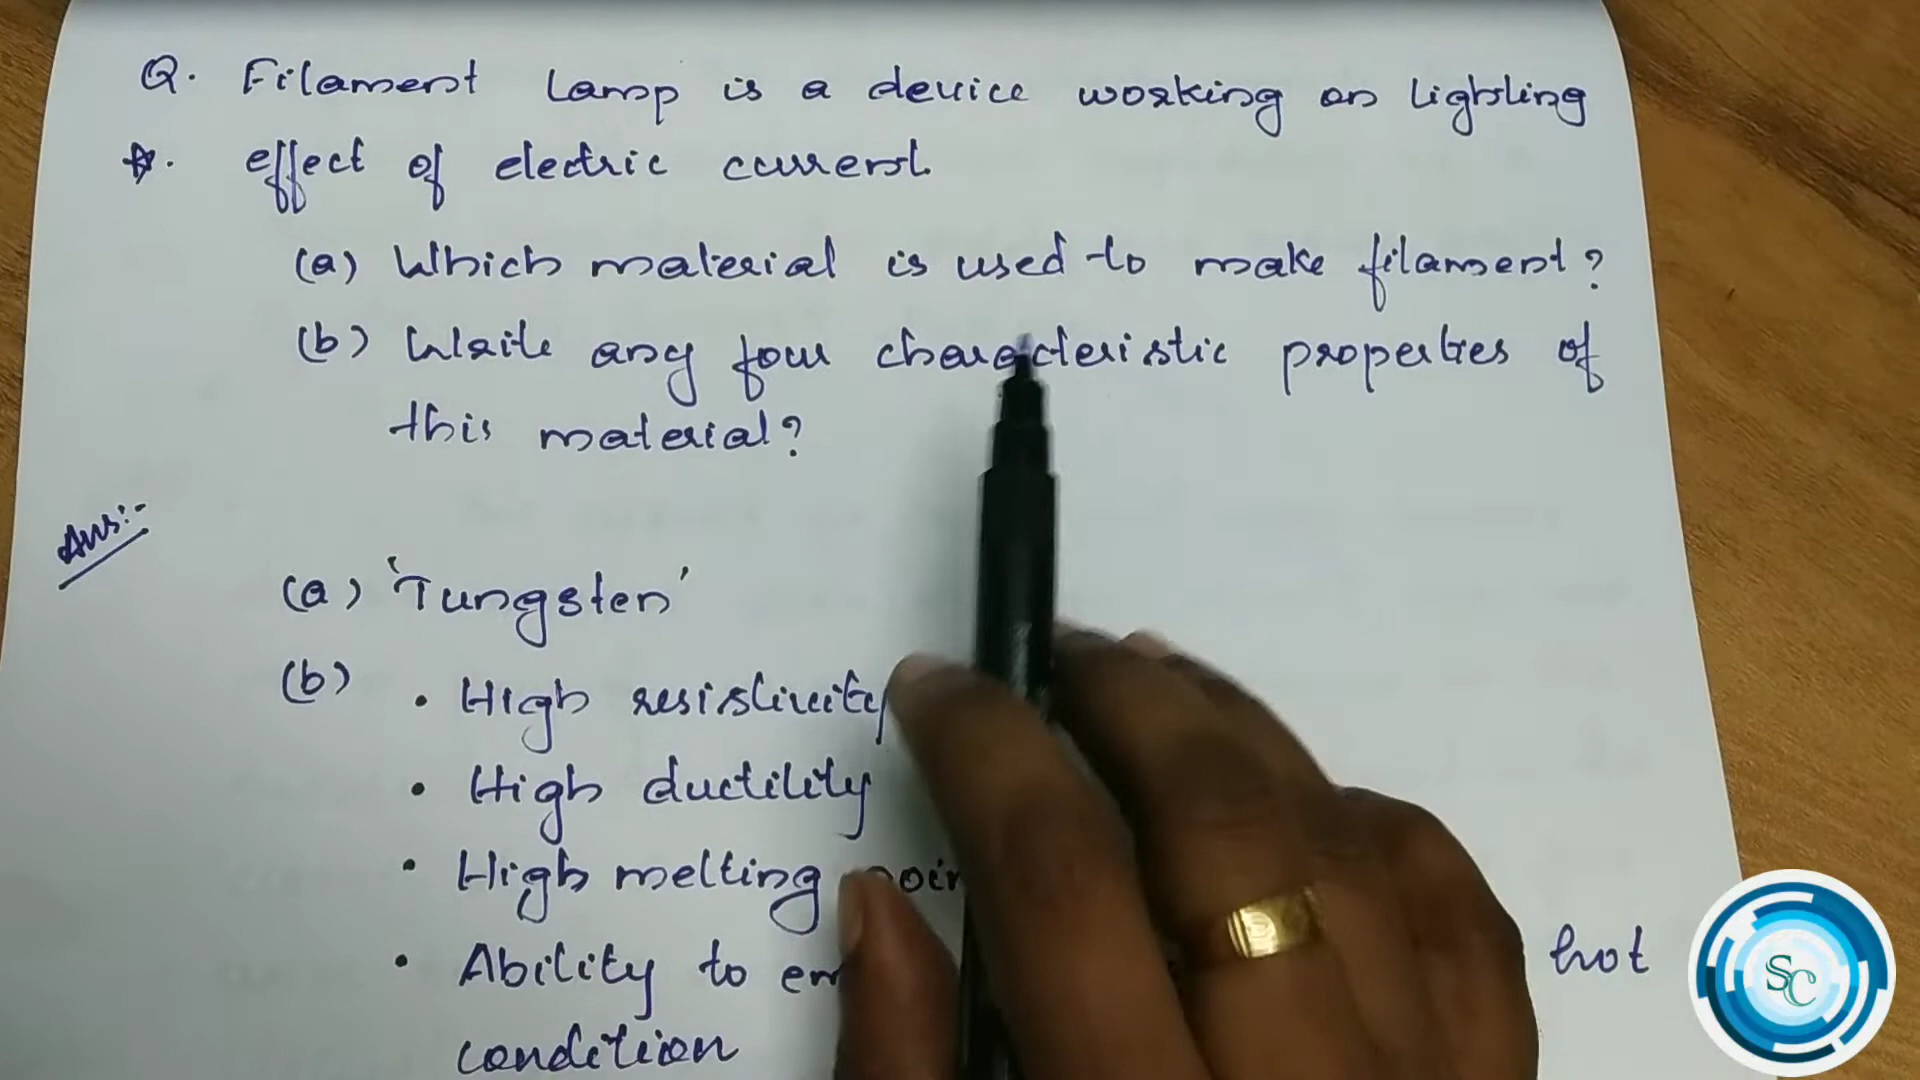 Q. Filament Lamp is a device working on lighting
effect of electric current.
(a) Which material is used to make filament?
(b) Write any four characteristic properties of
this material?
Ans:-
(a) 'Tungsten'
(b) • High resistivity
• High ductility
• High melting
• Ability to hot
condition
SC